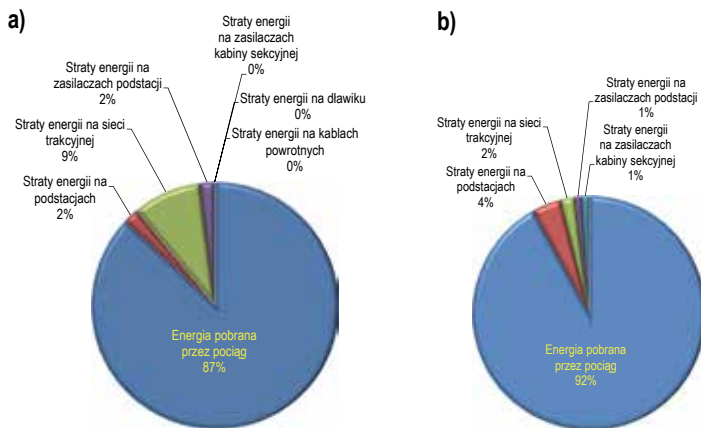 a)
Straty energii
na zasilaczach
kabiny sekcyjnej
0%
Straty energii na
zasilaczach podstacji
2%
Straty energii na dławiku
0%
Straty energii na sieci
trakcyjnej
9%
Straty energii na kablach
powrotnych
0%
Straty energii na
podstacjach
2%
Energia pobrana
przez pociąg
87%
b)
Straty energii
na zasilaczach podstacji
1%
Straty energii na sieci
trakcyjnej
2%
Straty energii
na zasilaczach
kabiny sekcyjnej
1%
Straty energii na
podstacjach
4%
Energia pobrana
przez pociąg
92%